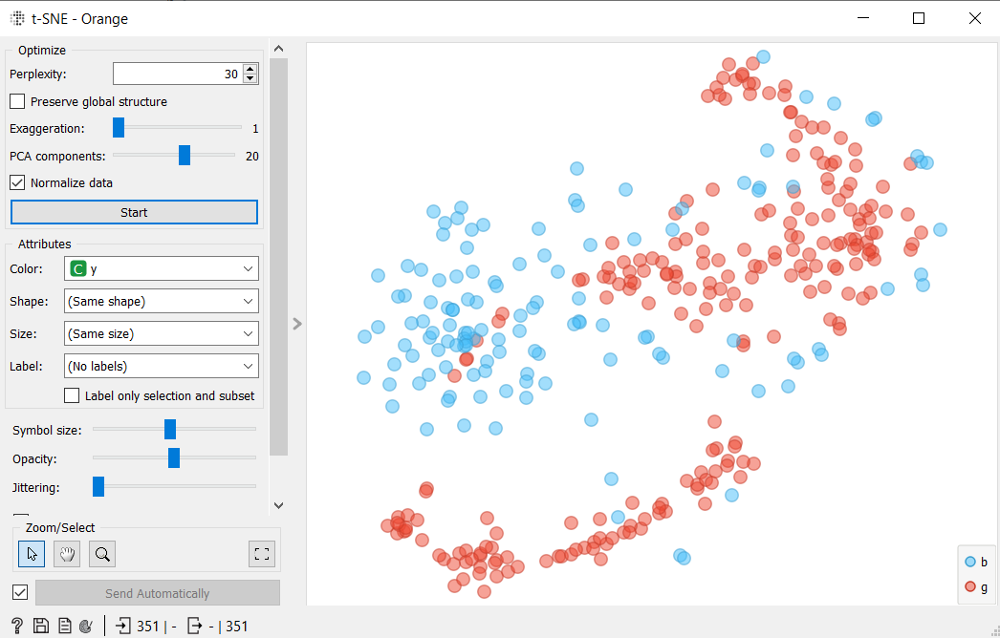 t-SNE - Orange
Optimize
Perplexity: 30
Preserve global structure
Exaggeration: 1
PCA components: 20
Normalize data
Start
Attributes
Color: C y
Shape: (Same shape)
Size: (Same size)
Label: (No labels)
Label only selection and subset
Symbol size:
Opacity:
Jittering:
Zoom/Select
Send Automatically
b
g
? 351 | - - | 351